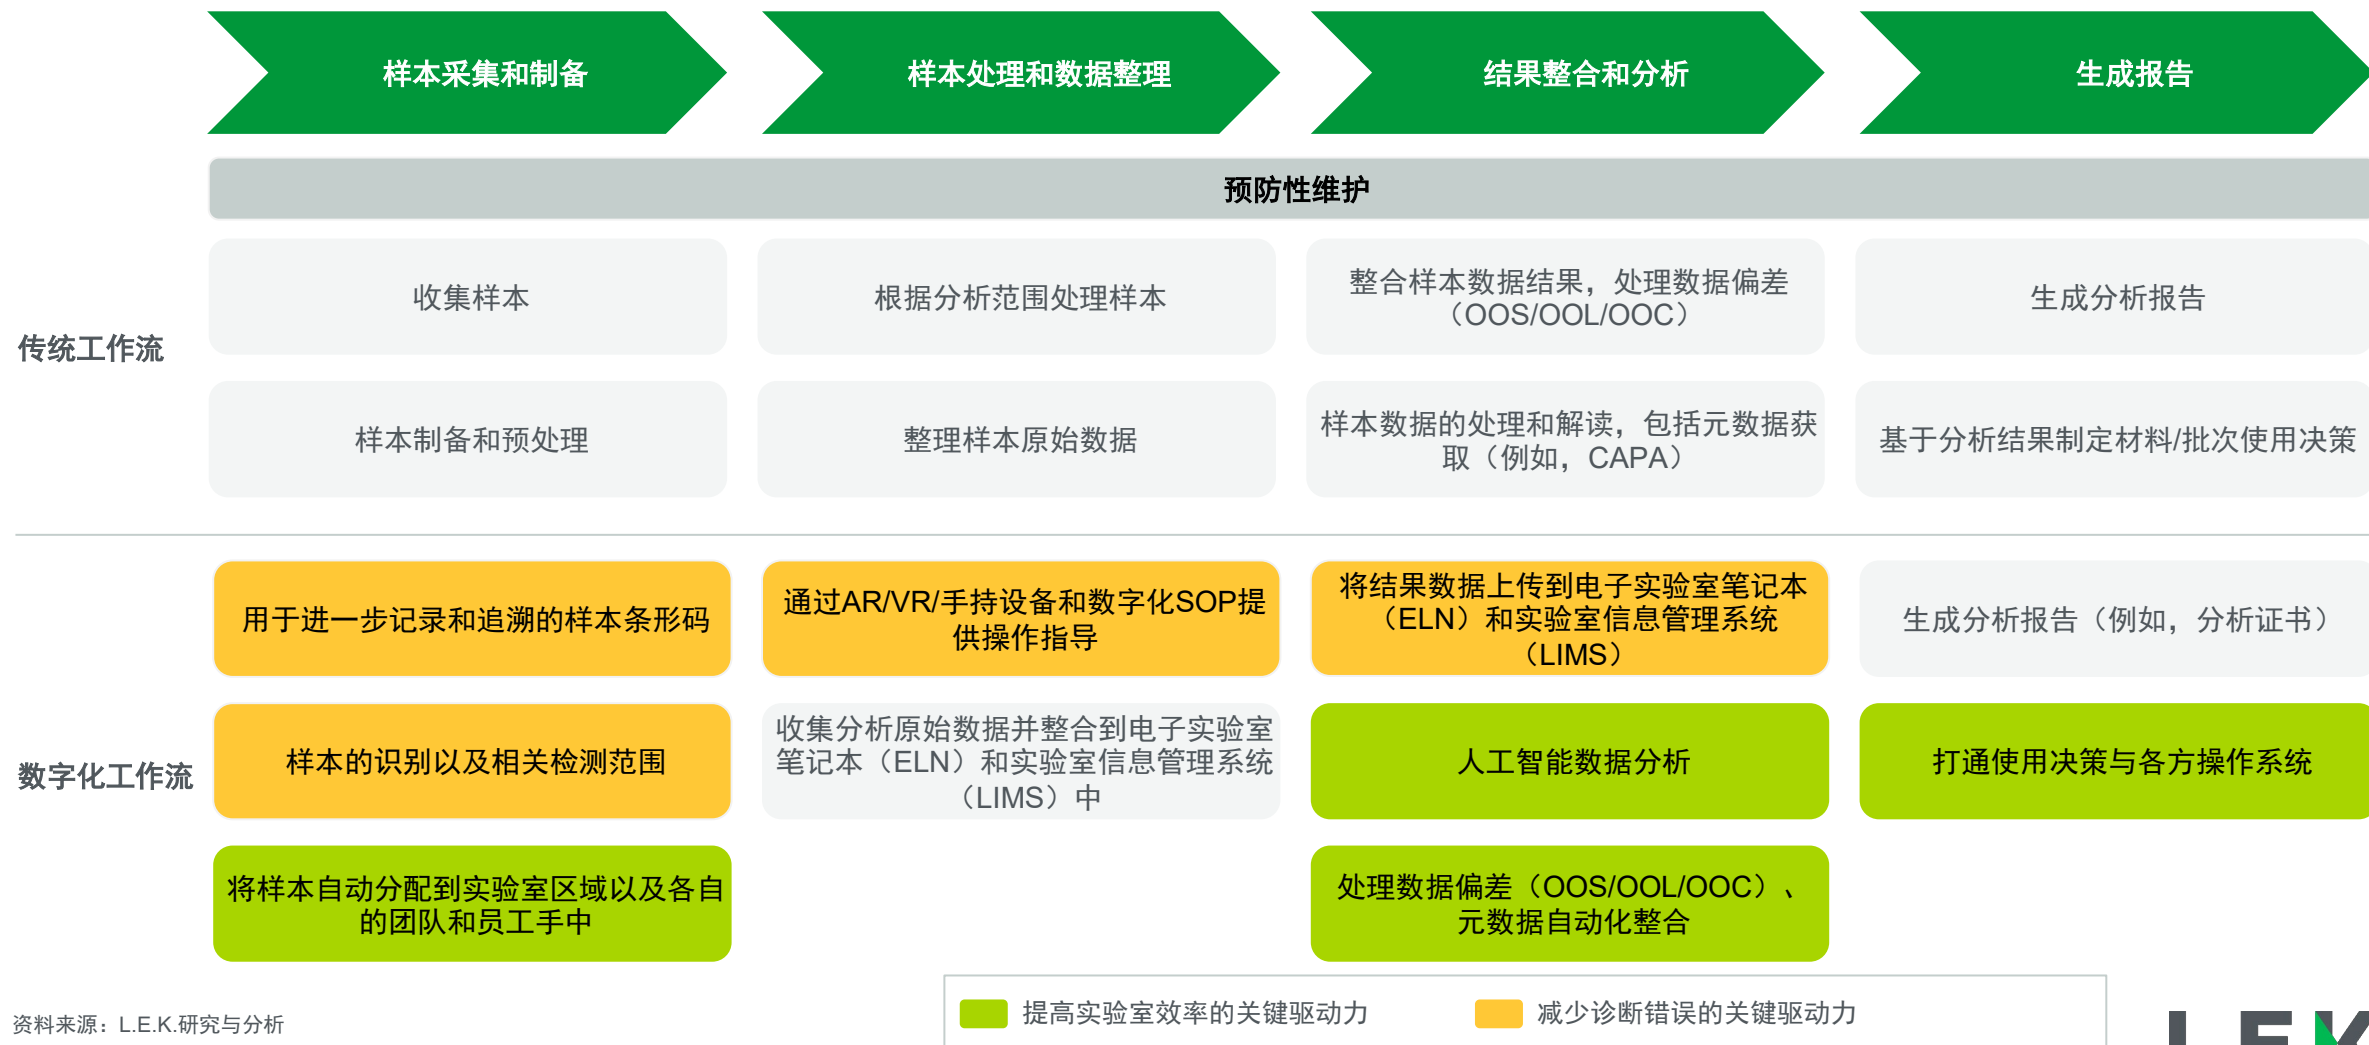 样本采集和制备
样本处理和数据整理
结果整合和分析
生成报告
预防性维护
传统工作流
收集样本
根据分析范围处理样本
整合样本数据结果，处理数据偏差
（OOS/OOL/OOC）
生成分析报告
样本制备和预处理
整理样本原始数据
样本数据的处理和解读，包括元数据获
取（例如，CAPA）
基于分析结果制定材料/批次使用决策
数字化工作流
用于进一步记录和追溯的样本条形码
通过AR/VR/手持设备和数字化SOP提
供操作指导
将结果数据上传到电子实验室笔记本
（ELN）和实验室信息管理系统
（LIMS）
生成分析报告（例如，分析证书）
样本的识别以及相关检测范围
收集分析原始数据并整合到电子实验室
笔记本（ELN）和实验室信息管理系统
（LIMS）中
人工智能数据分析
打通使用决策与各方操作系统
将样本自动分配到实验室区域以及各自
的团队和员工手中
处理数据偏差（OOS/OOL/OOC）、
元数据自动化整合
提高实验室效率的关键驱动力
减少诊断错误的关键驱动力
资料来源：L.E.K.研究与分析
LEK